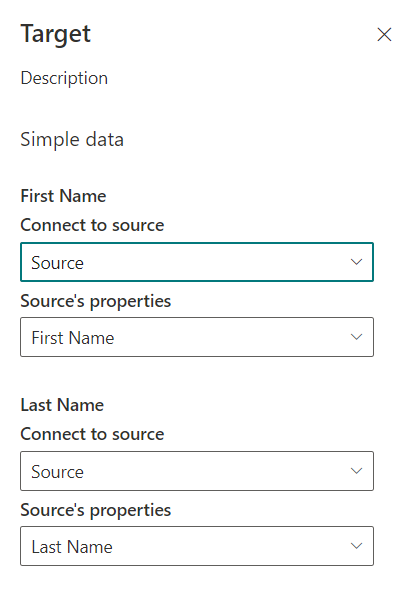 Target
Description
Simple data
First Name
Connect to source
Source
Source's properties
First Name
Last Name
Connect to source
Source
Source's properties
Last Name